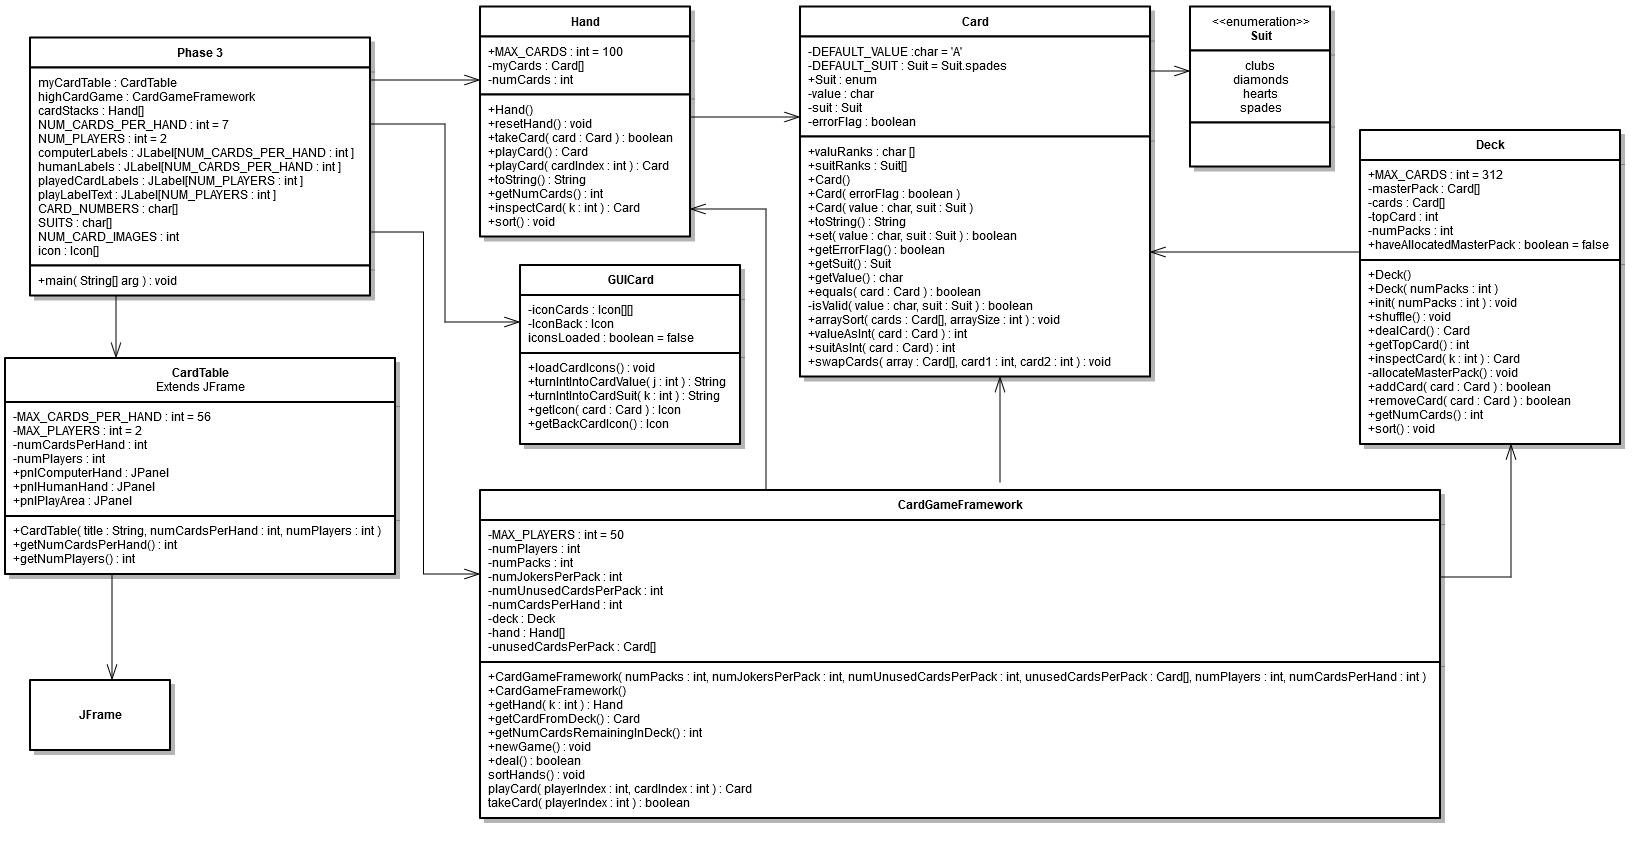 Phase 3
myCardTable : CardTable
highCardGame : CardGameFramework
cardStacks : Hand[]
NUM_CARDS_PER_HAND : int = 7
NUM_PLAYERS : int = 2
computerLabels : JLabel[NUM_CARDS_PER_HAND : int ]
humanLabels : JLabel[NUM_CARDS_PER_HAND : int ]
playedCardLabels : JLabel[NUM_PLAYERS : int ]
playLabelText : JLabel[NUM_PLAYERS : int ]
CARD_NUMBERS : char[]
SUITS : char[]
NUM_CARD_IMAGES : int
icon : Icon[]
+main( String[] arg ) : void
Hand
+MAX_CARDS : int = 100
-myCards : Card[]
-numCards : int
+Hand()
+resetHand() : void
+takeCard( card : Card ) : boolean
+playCard() : Card
+playCard( cardIndex : int ) : Card
+toString() : String
+getNumCards() : int
+inspectCard( k : int ) : Card
+sort() : void
Card
-DEFAULT_VALUE :char = 'A'
-DEFAULT_SUIT : Suit = Suit.spades
+Suit : enum
-value : char
-suit : Suit
-errorFlag : boolean
+valuRanks : char []
+suitRanks : Suit[]
+Card()
+Card( errorFlag : boolean )
+Card( value : char, suit : Suit )
+toString() : String
+set( value : char, suit : Suit ) : boolean
+getErrorFlag() : boolean
+getSuit() : Suit
+getValue() : char
+equals( card : Card ) : boolean
-isValid( value : char, suit : Suit ) : boolean
+arraySort( cards : Card[], arraySize : int ) : void
+valueAsInt( card : Card ) : int
+suitAsInt( card : Card) : int
+swapCards( array : Card[], card1 : int, card2 : int ) : void
<<enumeration>>
Suit
clubs
diamonds
hearts
spades
Deck
+MAX_CARDS : int = 312
-masterPack : Card[]
-cards : Card[]
-topCard : int
-numPacks : int
+haveAllocatedMasterPack : boolean = false
+Deck()
+Deck( numPacks : int )
+init( numPacks : int ) : void
+shuffle() : void
+dealCard() : Card
+getTopCard() : int
+inspectCard( k : int ) : Card
-allocateMasterPack() : void
+addCard( card : Card ) : boolean
+removeCard( card : Card ) : boolean
+getNumCards() : int
+sort() : void
GUICard
-iconCards : Icon[][]
-IconBack : Icon
iconsLoaded : boolean = false
+loadCardIcons() : void
+turnIntIntoCardValue( j : int ) : String
+turnIntIntoCardSuit( k : int ) : String
+getIcon( card : Card ) : Icon
+getBackCardIcon() : Icon
CardTable
Extends JFrame
-MAX_CARDS_PER_HAND : int = 56
-MAX_PLAYERS : int = 2
-numCardsPerHand : int
-numPlayers : int
+pnlComputerHand : JPanel
+pnlHumanHand : JPanel
+pnlPlayArea : JPanel
+CardTable( title : String, numCardsPerHand : int, numPlayers : int )
+getNumCardsPerHand() : int
+getNumPlayers() : int
JFrame
CardGameFramework
-MAX_PLAYERS : int = 50
-numPlayers : int
-numPacks : int
-numJokersPerPack : int
-numUnusedCardsPerPack : int
-numCardsPerHand : int
-deck : Deck
-hand : Hand[]
-unusedCardsPerPack : Card[]
+CardGameFramework( numPacks : int, numJokersPerPack : int, numUnusedCardsPerPack : int, unusedCardsPerPack : Card[], numPlayers : int, numCardsPerHand : int )
+CardGameFramework()
+getHand( k : int ) : Hand
+getCardFromDeck() : Card
+getNumCardsRemainingInDeck() : int
+newGame() : void
+deal() : boolean
sortHands() : void
playCard( playerIndex : int, cardIndex : int ) : Card
takeCard( playerIndex : int ) : boolean